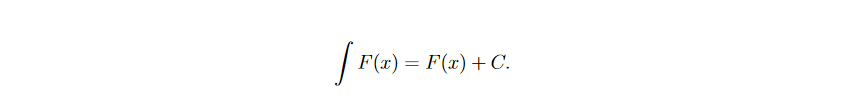 ∫ F(x) = F(x) + C.